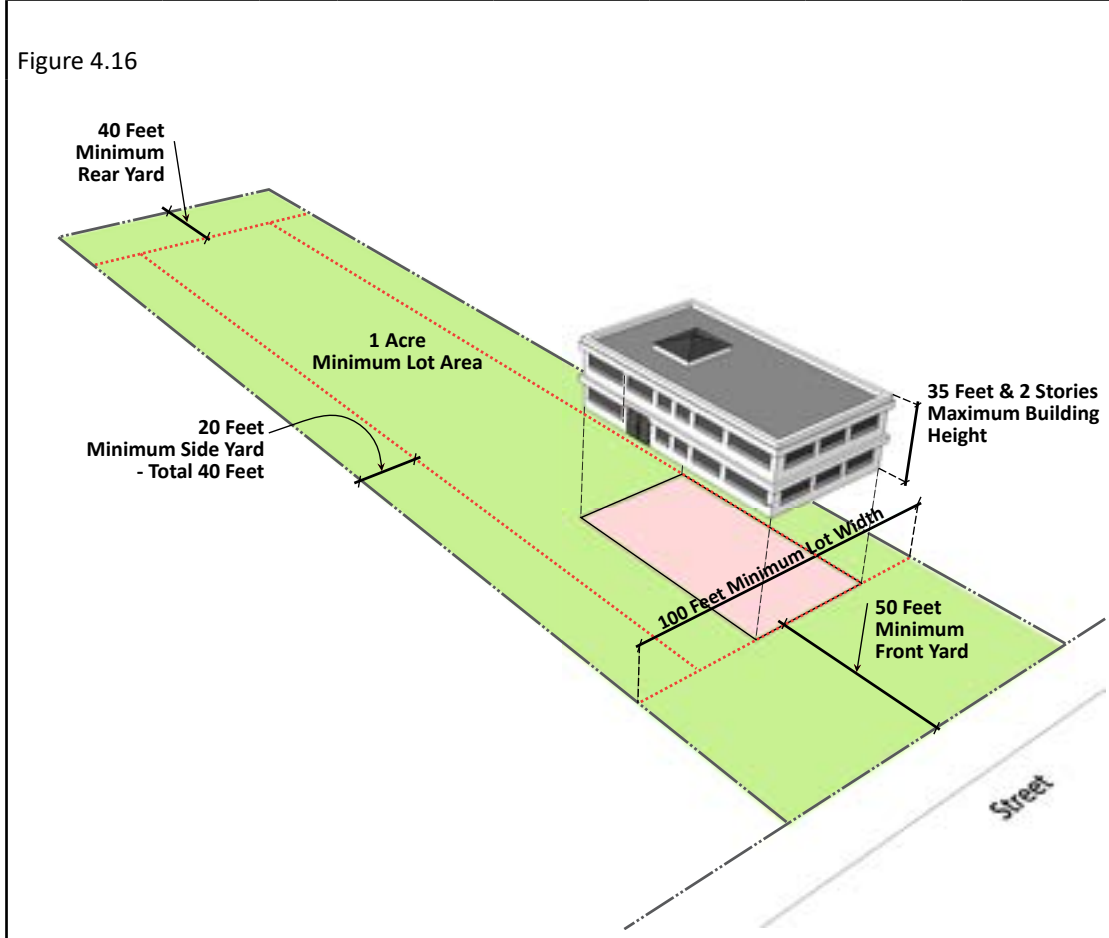 Figure 4.16
40 Feet
Minimum
Rear Yard
1 Acre
Minimum Lot Area
35 Feet & 2 Stories
Maximum Building
Height
20 Feet
Minimum Side Yard
- Total 40 Feet
100 Feet Minimum Lot Width
50 Feet
Minimum
Front Yard
Street